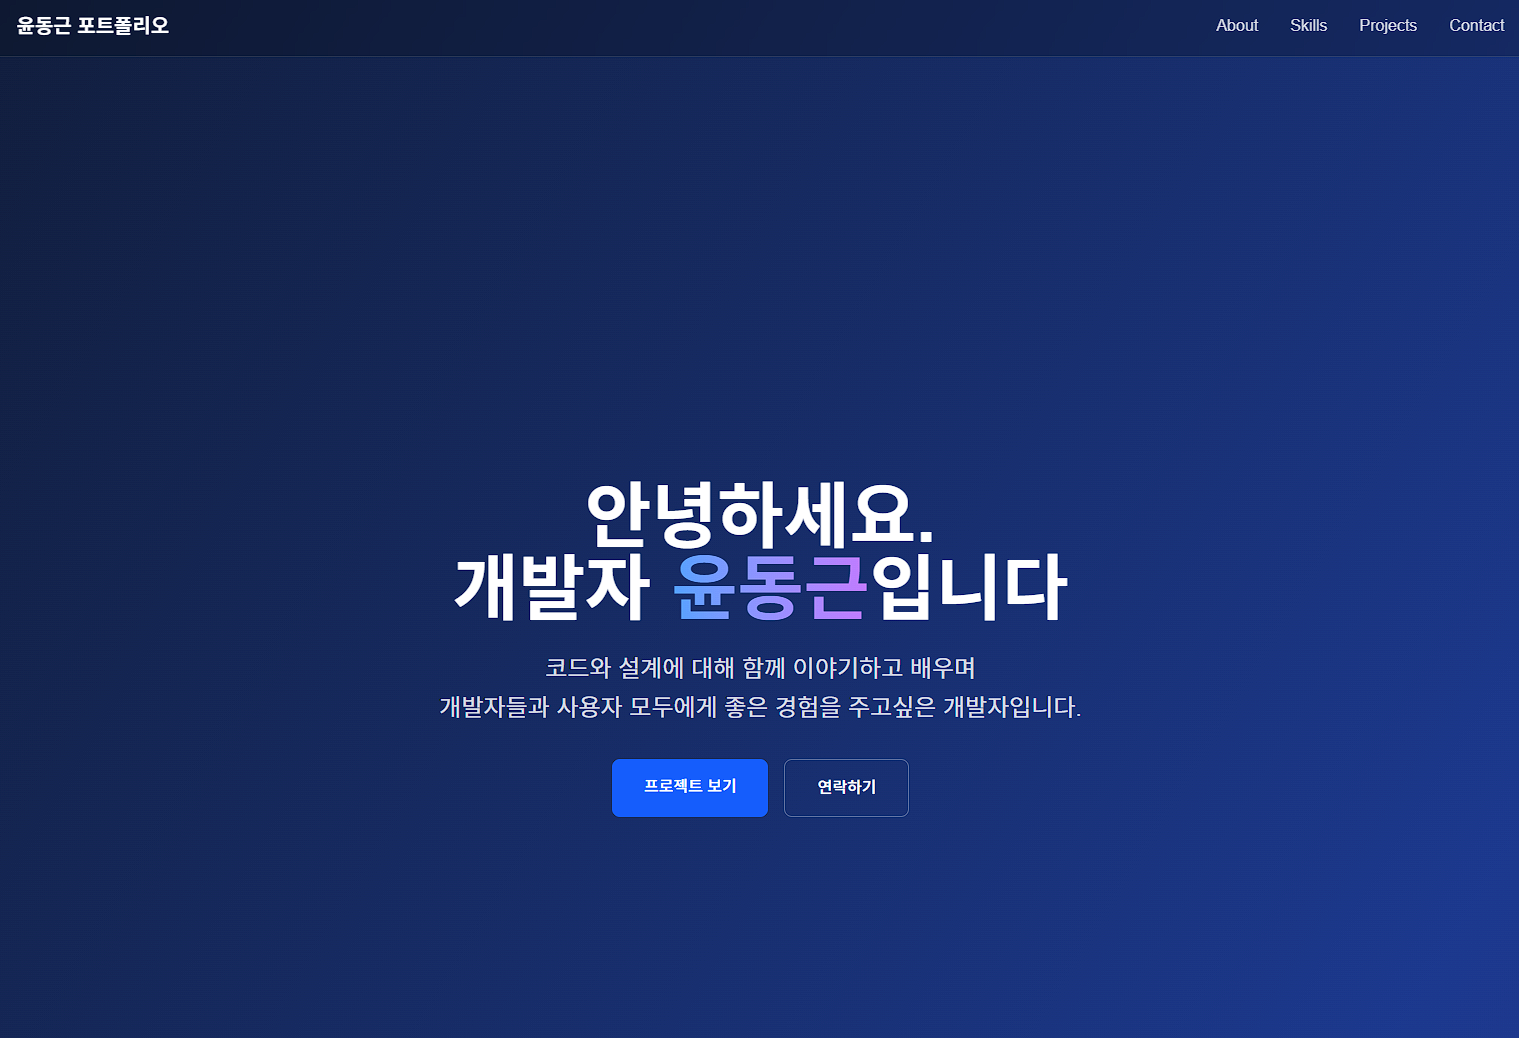 윤동근 포트폴리오
About
Skills
Projects
Contact
안녕하세요.
개발자 윤동근입니다
코드와 설계에 대해 함께 이야기하고 배우며
개발자들과 사용자 모두에게 좋은 경험을 주고싶은 개발자입니다.
프로젝트 보기
연락하기